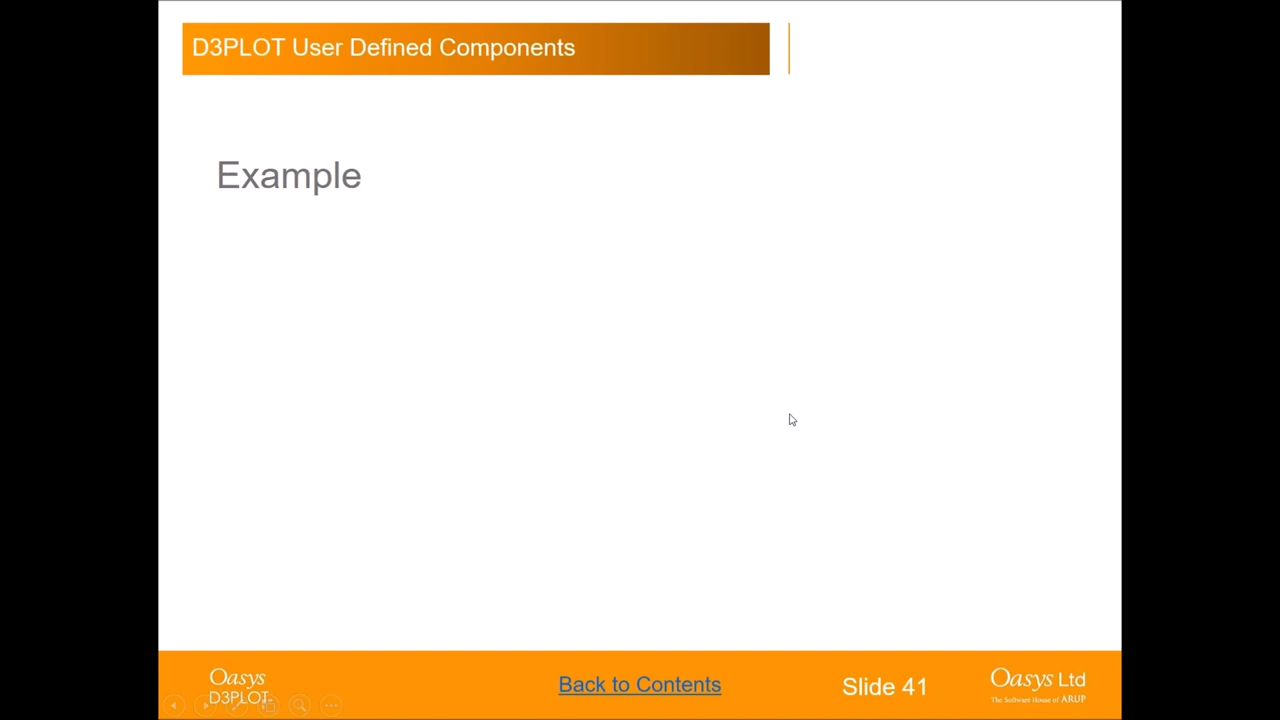 D3PLOT User Defined Components
Example
Oasys
D3PLOT
Back to Contents
Slide 41
Oasys Ltd
The Software House of ARUP